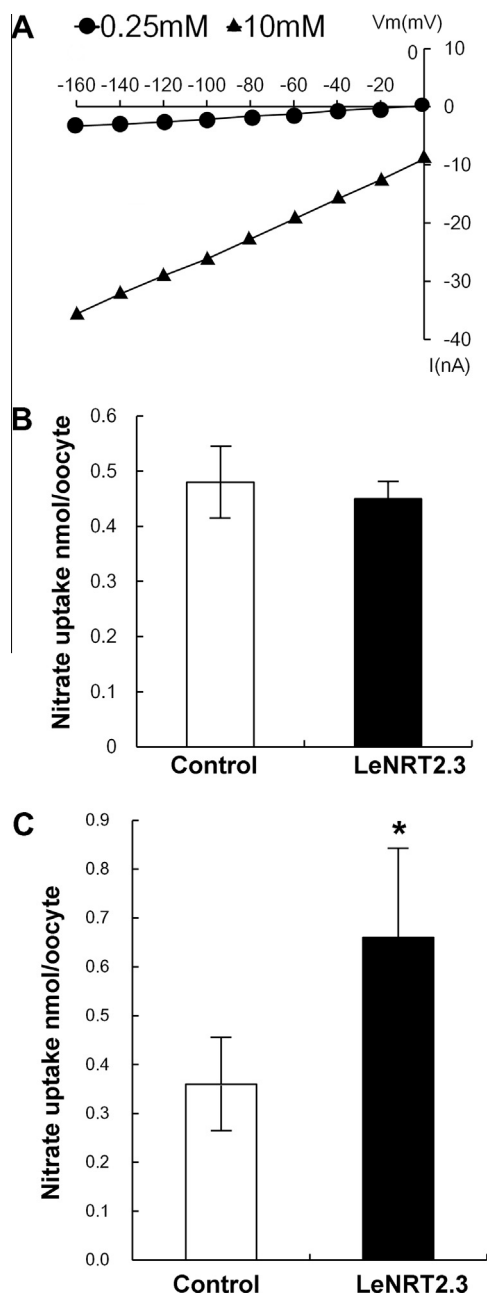 A
0.25mM 10mM Vm(mV)
0 10
-160 -140 -120 -100 -80 -60 -40 -20 0
-10
-20
-30
-40
I(nA)
B
Nitrate uptake nmol/oocyte
0.6
0.5
0.4
0.3
0.2
0.1
0
Control LeNRT2.3
C
Nitrate uptake nmol/oocyte
0.9
0.8
0.7
0.6
0.5
0.4
0.3
0.2
0.1
0.0
*
Control LeNRT2.3